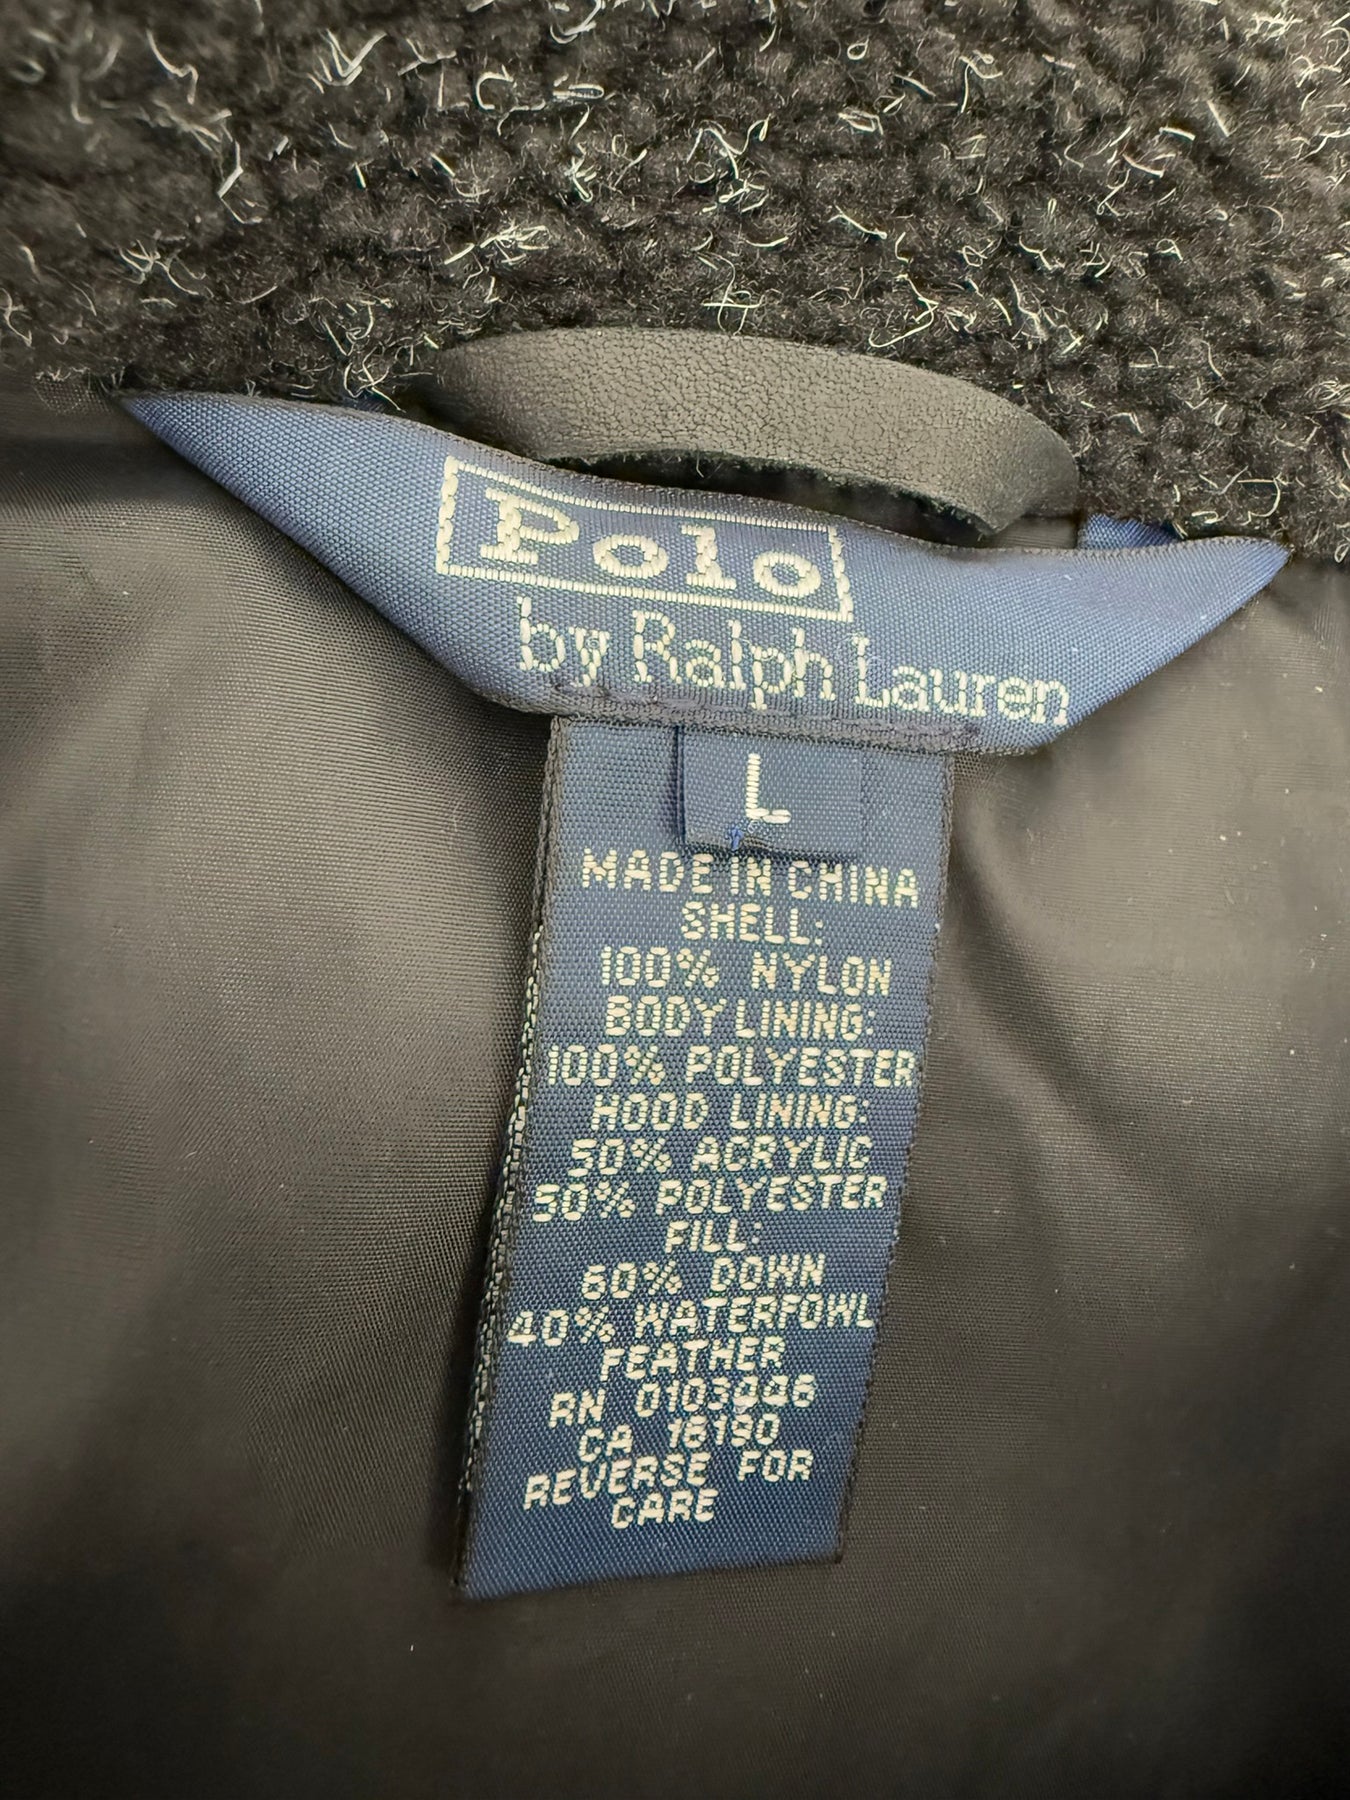 Polo
by Ralph Lauren
L
MADE IN CHINA
SHELL:
100% NYLON
BODY LINING:
100% POLYESTER
HOOD LINING:
50% ACRYLIC
50% POLYESTER
FILL:
60% DOWN
40% WATERFOWL
FEATHER
RN
CA 16190
REVERSE FOR
CARE